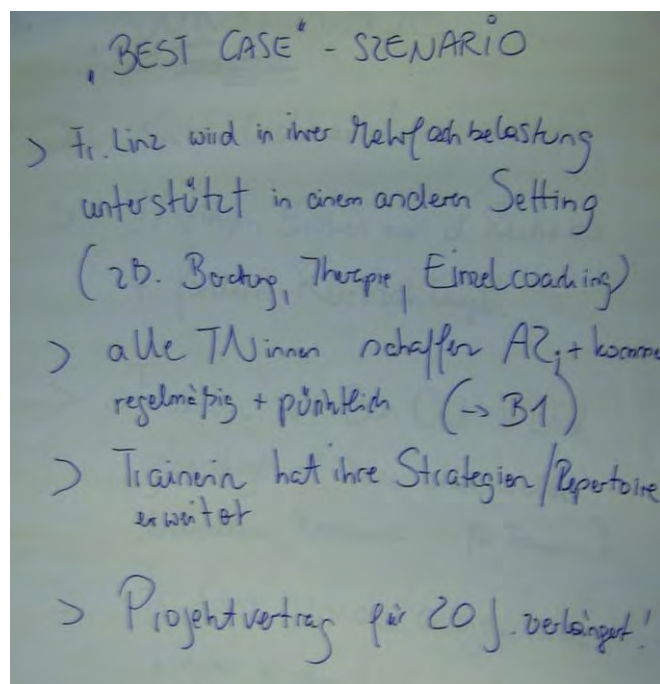 „BEST CASE“ - SZENARIO
> Fr. Linz wird in ihrer Mehrfachbelastung
unterstützt in einem anderen Setting
(zB. Beratung, Therapie, Einzelcoaching)
> alle TNinnen schaffen A2, + komme
regelmäßig + pünktlich (→ B1)
> Trainerin hat ihre Strategien/Repertoire
erweitert
> Projektvertrag für 20 J. verlängert!